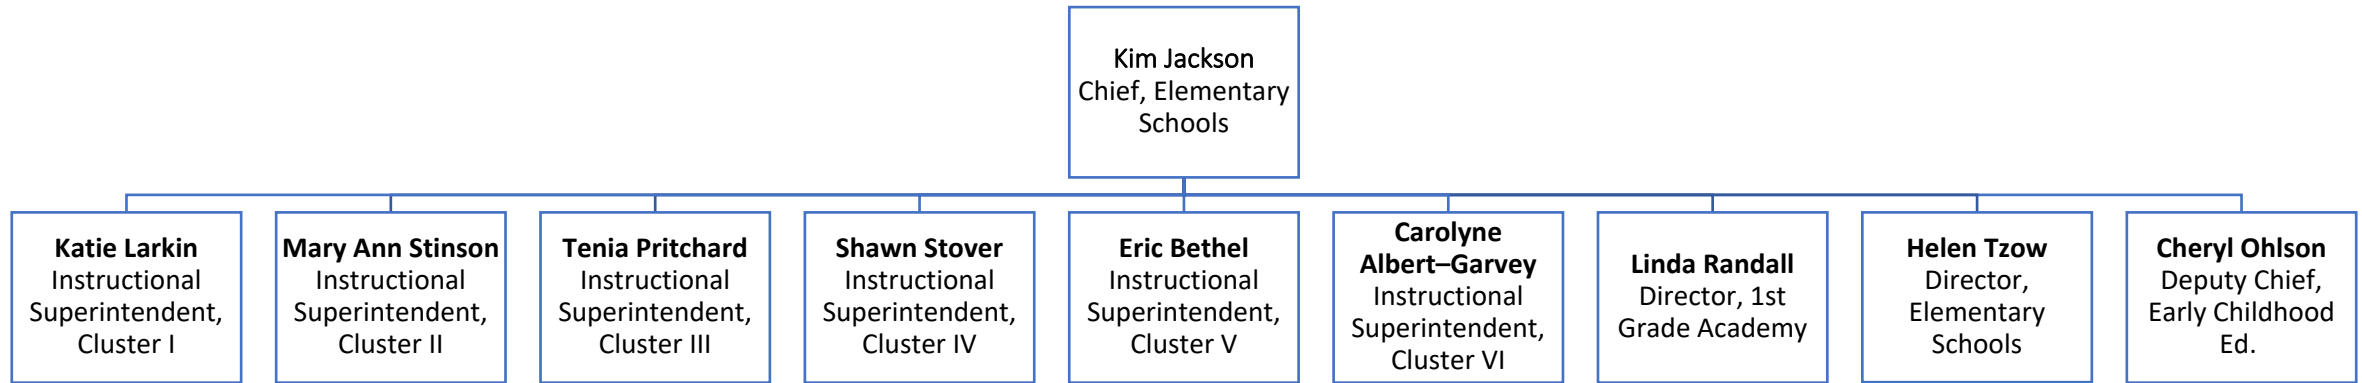 Kim Jackson
Chief, Elementary
Schools
Katie Larkin
Instructional
Superintendent,
Cluster I
Mary Ann Stinson
Instructional
Superintendent,
Cluster II
Tenia Pritchard
Instructional
Superintendent,
Cluster III
Shawn Stover
Instructional
Superintendent,
Cluster IV
Eric Bethel
Instructional
Superintendent,
Cluster V
Carolyne
Albert–Garvey
Instructional
Superintendent,
Cluster VI
Linda Randall
Director, 1st
Grade Academy
Helen Tzow
Director,
Elementary
Schools
Cheryl Ohlson
Deputy Chief,
Early Childhood
Ed.